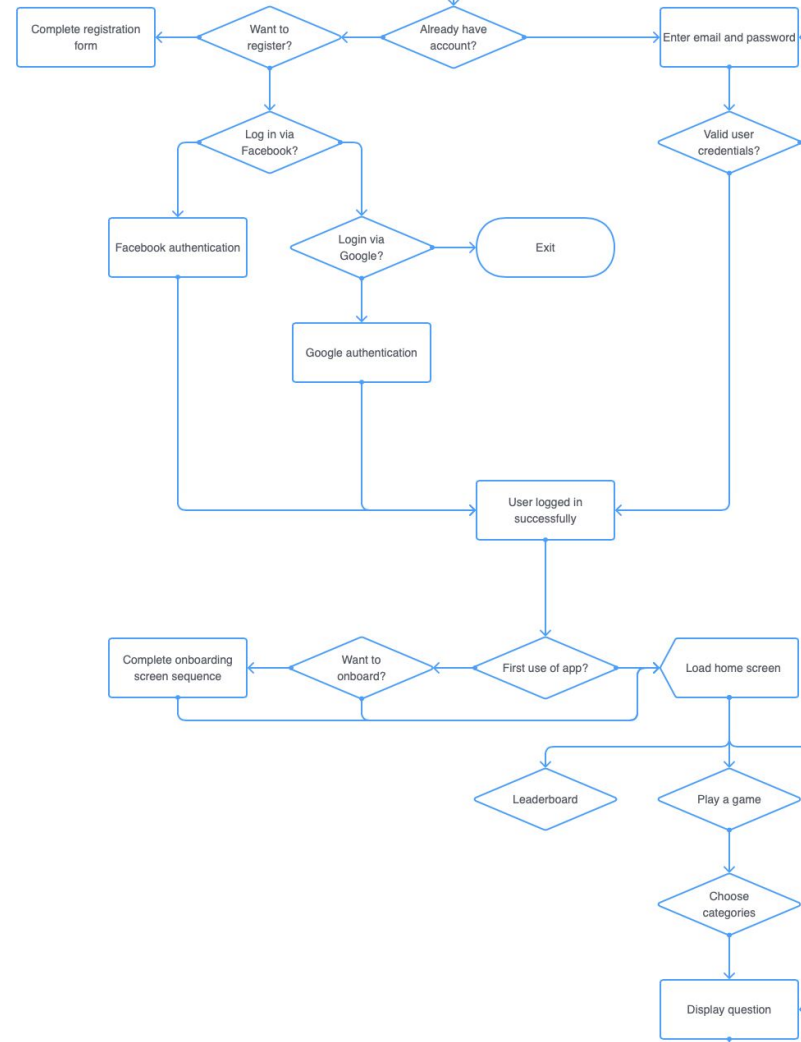 Complete registration
form
Want to
register?
Already have
account?
Enter email and password
Log in via
Facebook?
Valid user
credentials?
Facebook authentication
Login via
Google?
Exit
Google authentication
User logged in
successfully
Complete onboarding
screen sequence
Want to
onboard?
First use of app?
Load home screen
Leaderboard
Play a game
Choose
categories
Display question